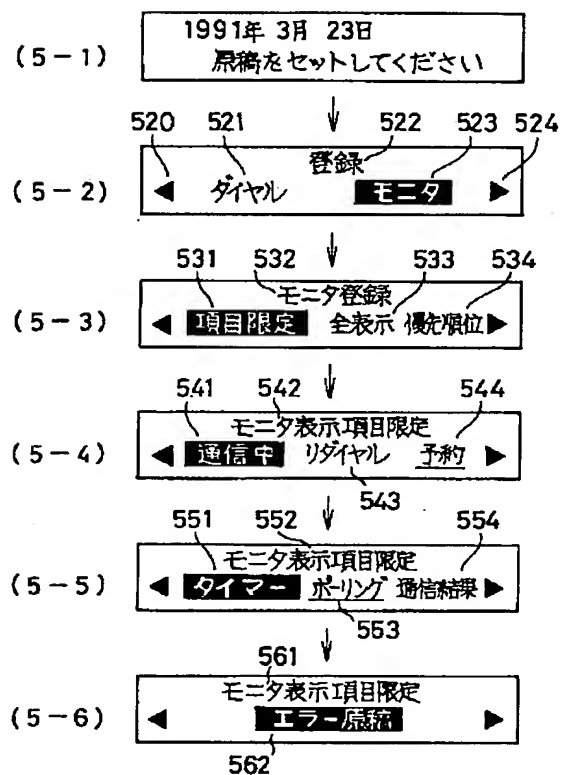 1991年 3月 23日
(5-1) 原稿をセットしてください
520 521 522 523 524
登録
(5-2) ◀ ダイヤル モニタ ▶
531 532 533 534
モニタ登録
(5-3) ◀ 項目限定 全表示 優先順位 ▶
541 542 544
モニタ表示項目限定
(5-4) ◀ 通信中 リダイヤル 予約 ▶
543
551 552 554
モニタ表示項目限定
(5-5) ◀ タイマー ポーリング 通信結果 ▶
553
561
モニタ表示項目限定
(5-6) ◀ エラー原稿 ▶
562